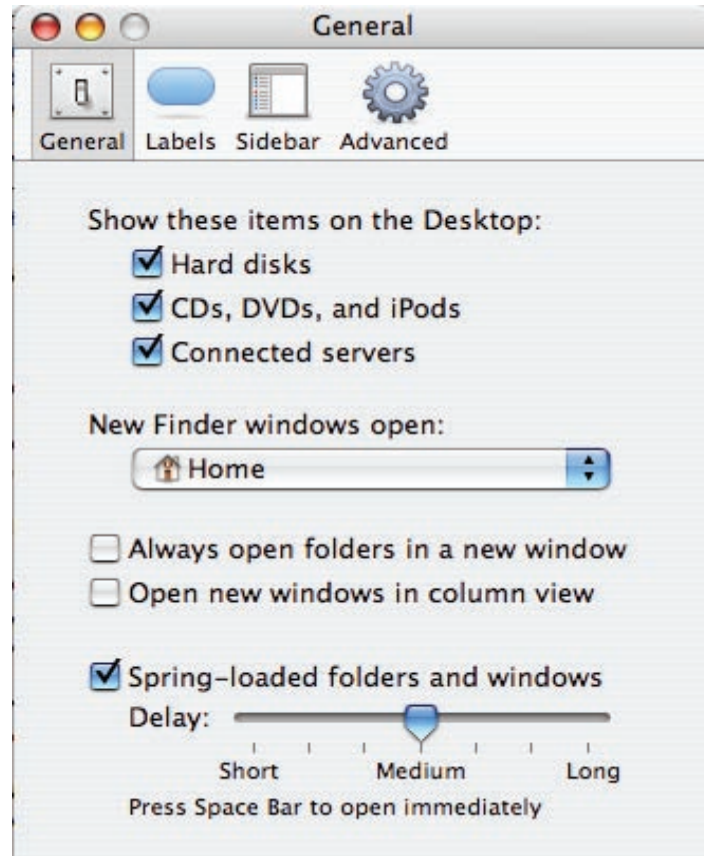 General
General Labels Sidebar Advanced
Show these items on the Desktop:
Hard disks
CDs, DVDs, and iPods
Connected servers
New Finder windows open:
Home
Always open folders in a new window
Open new windows in column view
Spring-loaded folders and windows
Delay:
Short Medium Long
Press Space Bar to open immediately